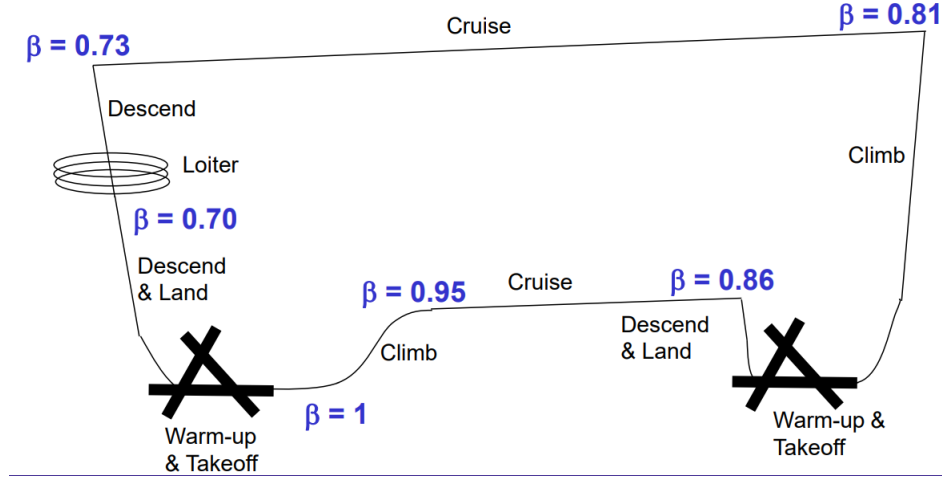 Cruise
β = 0.81
β = 0.73
Descend
Climb
Loiter
β = 0.70
Descend
& Land
β = 0.95
Cruise
β = 0.86
Descend
& Land
Climb
β = 1
Warm-up
& Takeoff
Warm-up &
Takeoff